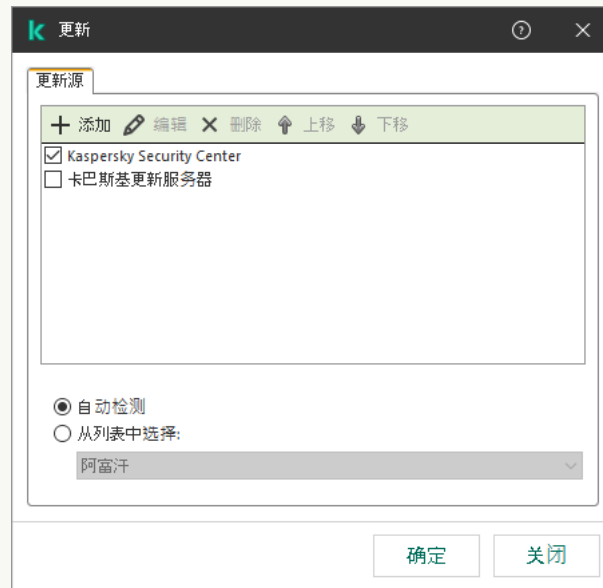 更新
更新源
添加 编辑 删除 上移 下移
Kaspersky Security Center
卡巴斯基更新服务器
自动检测
从列表中选择:
阿富汗
确定 关闭